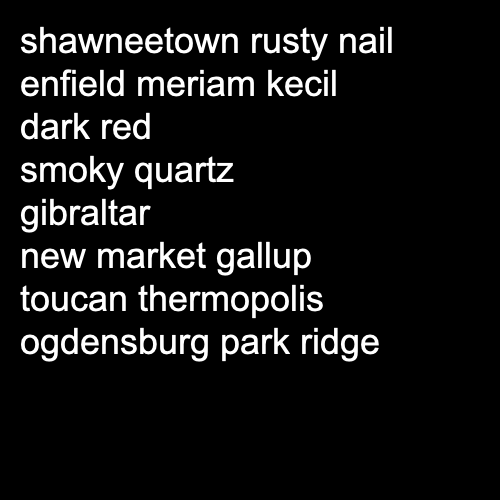 shawneetown rusty nail
enfield meriam kecil
dark red
smoky quartz
gibraltar
new market gallup
toucan thermopolis
ogdensburg park ridge